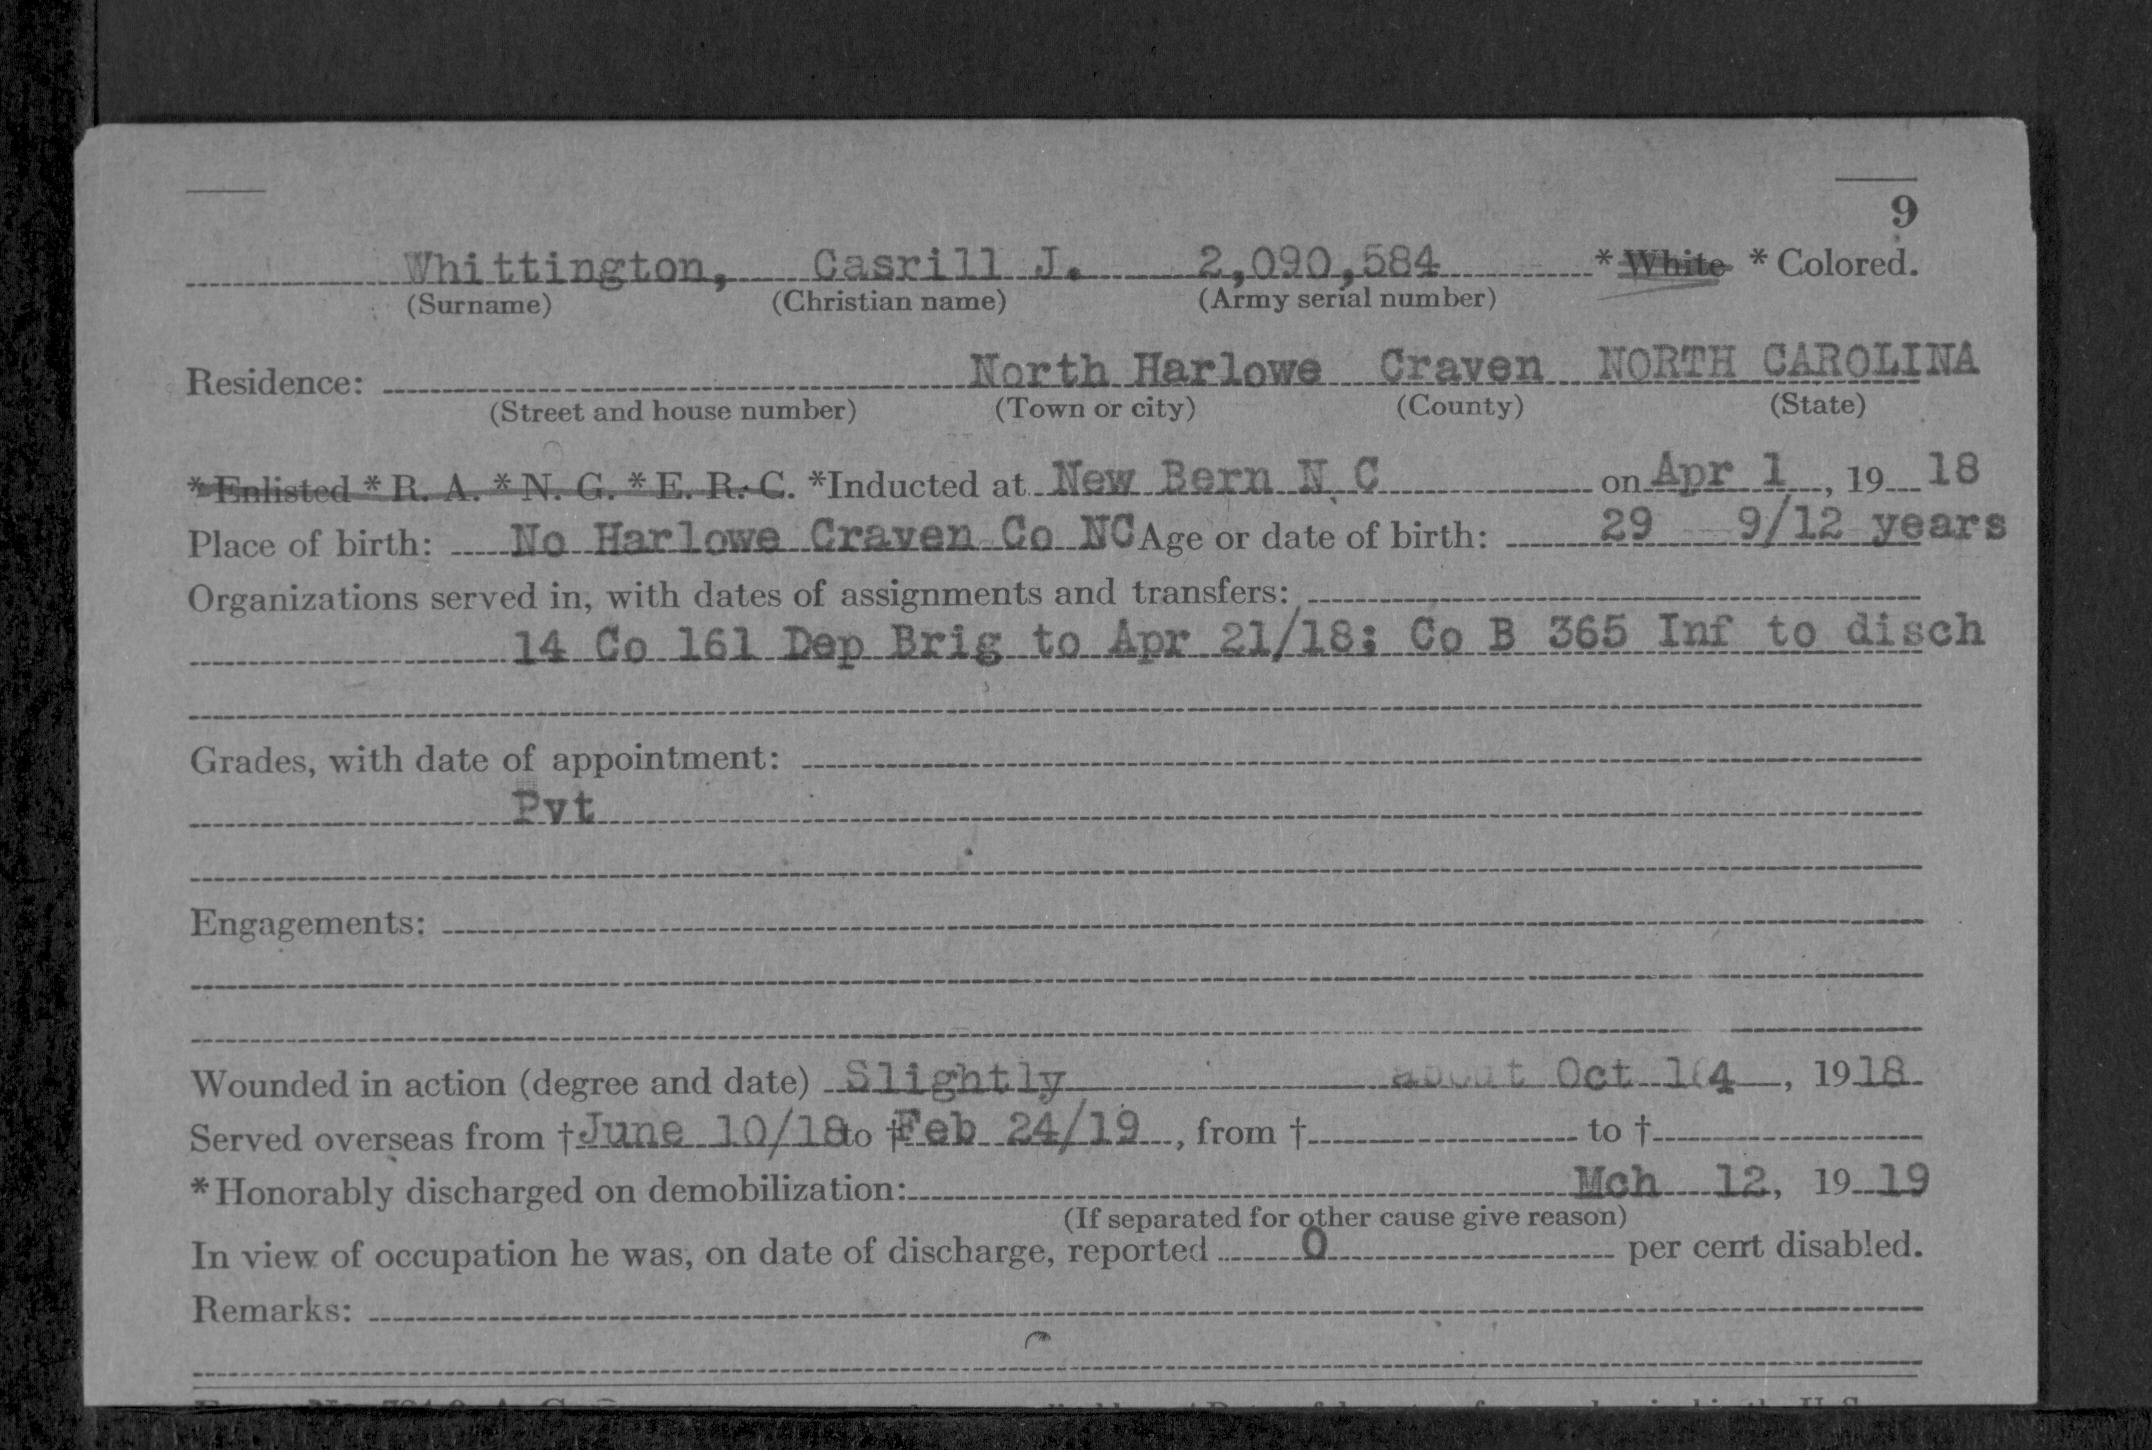 9
Whittington, Casrill J. 2,090,584 * White * Colored.
(Surname) (Christian name) (Army serial number)
Residence: North Harlowe Craven NORTH CAROLINA
(Street and house number) (Town or city) (County) (State)
* Enlisted * R. A. * N. G. * E. R. C. *Inducted at New Bern N C on Apr 1, 19 18
Place of birth: No Harlowe Craven Co NC Age or date of birth: 29 9/12 years
Organizations served in, with dates of assignments and transfers:
14 Co 161 Dep Brig to Apr 21/18; Co B 365 Inf to disch
Grades, with date of appointment:
Pvt
Engagements:
Wounded in action (degree and date) Slightly about Oct 14, 1918
Served overseas from †June 10/18 to †Feb 24/19, from † to †
*Honorably discharged on demobilization: Mch 12, 19 19
(If separated for other cause give reason)
In view of occupation he was, on date of discharge, reported 0 per cent disabled.
Remarks: